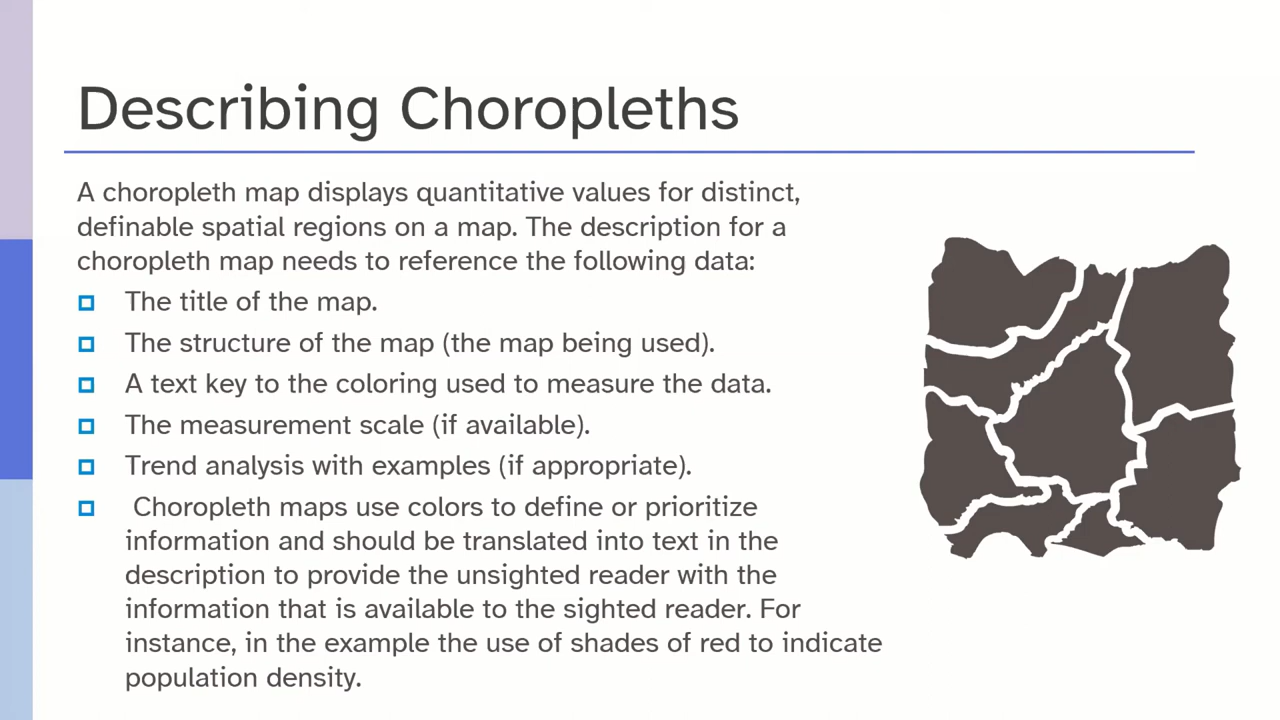 Describing Choropleths
A choropleth map displays quantitative values for distinct,
definable spatial regions on a map. The description for a
choropleth map needs to reference the following data:
The title of the map.
The structure of the map (the map being used).
A text key to the coloring used to measure the data.
The measurement scale (if available).
Trend analysis with examples (if appropriate).
Choropleth maps use colors to define or prioritize
information and should be translated into text in the
description to provide the unsighted reader with the
information that is available to the sighted reader. For
instance, in the example the use of shades of red to indicate
population density.